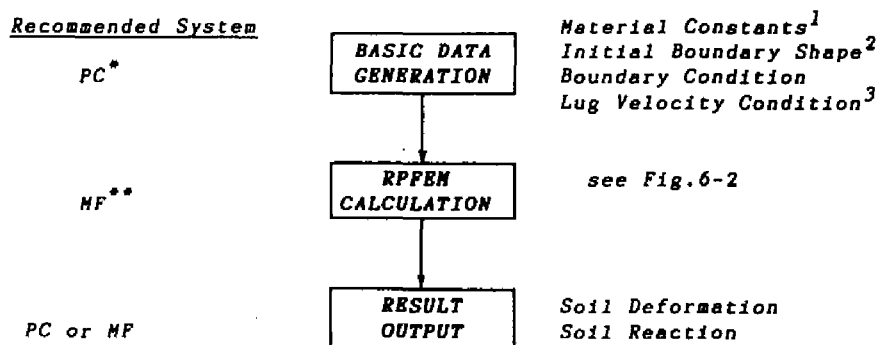 Recommended System
PC*
BASIC DATA
GENERATION
Material Constants1
Initial Boundary Shape2
Boundary Condition
Lug Velocity Condition3
MF**
RPFEM
CALCULATION
see Fig.6-2
PC or MF
RESULT
OUTPUT
Soil Deformation
Soil Reaction